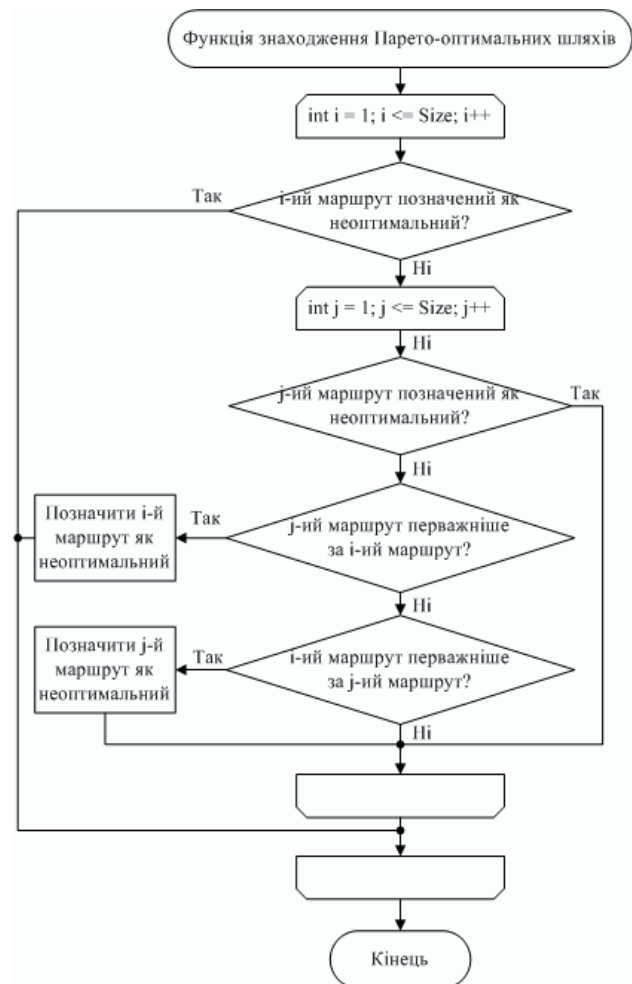 Функція знаходження Парето-оптимальних шляхів
int i = 1; i <= Size; i++
Так
і-ий маршрут позначений як
неоптимальний?
Ні
int j = 1; j <= Size; j++
Ні
j-ий маршрут позначений як
неоптимальний?
Так
Ні
Позначити і-й
маршрут як
неоптимальний
Так
j-ий маршрут перважніше
за і-ий маршрут?
Ні
Позначити j-й
маршрут як
неоптимальний
Так
і-ий маршрут перважніше
за j-ий маршрут?
Ні
Кінець